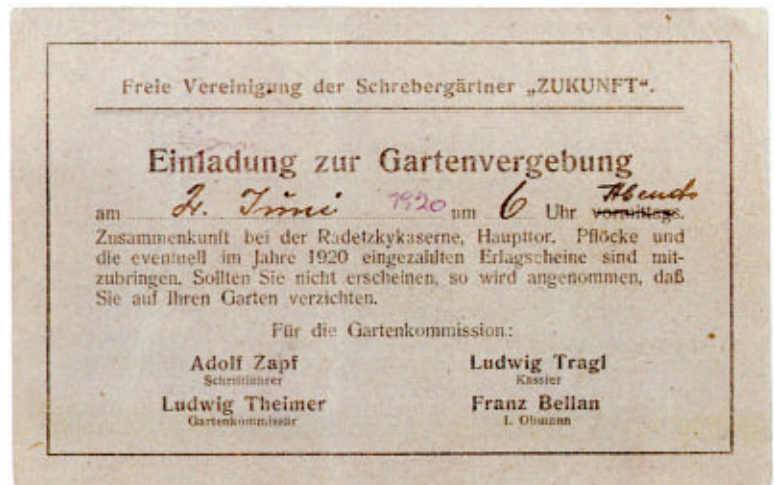 Freie Vereinigung der Schrebergärtner „ZUKUNFT“.
Einladung zur Gartenvergebung
am 2. Juni 1920 um 6 Uhr vormittags. Abends
Zusammenkunft bei der Radetzkykaserne, Haupttor. Pflöcke und
die eventuell im Jahre 1920 eingezahlten Erlagscheine sind mit-
zubringen. Sollten Sie nicht erscheinen, so wird angenommen, daß
Sie auf Ihren Garten verzichten.
Für die Gartenkommission:
Adolf Zapf Ludwig Tragl
Schriftführer Kassier
Ludwig Theimer Franz Bellan
Gartenkommissär I. Obmann